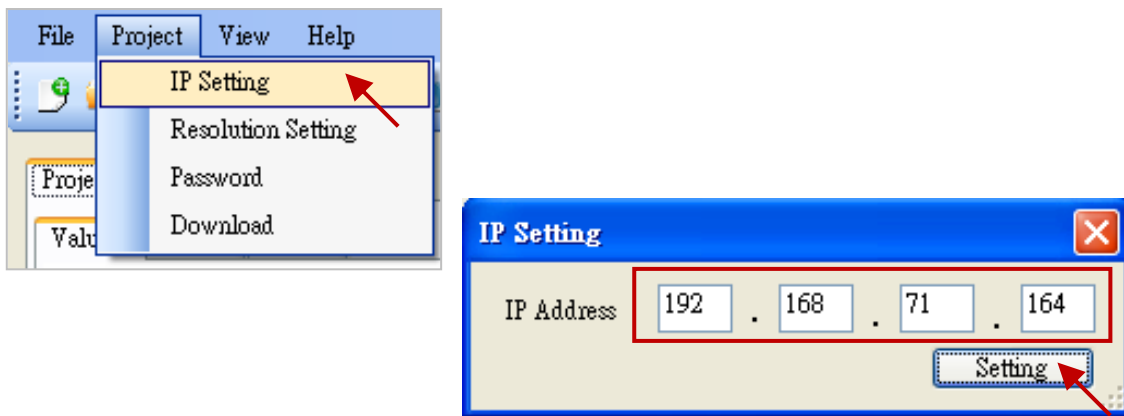 File Project View Help
IP Setting
Resolution Setting
Password
Download
Proje
Valu
IP Setting
IP Address 192 . 168 . 71 . 164
Setting